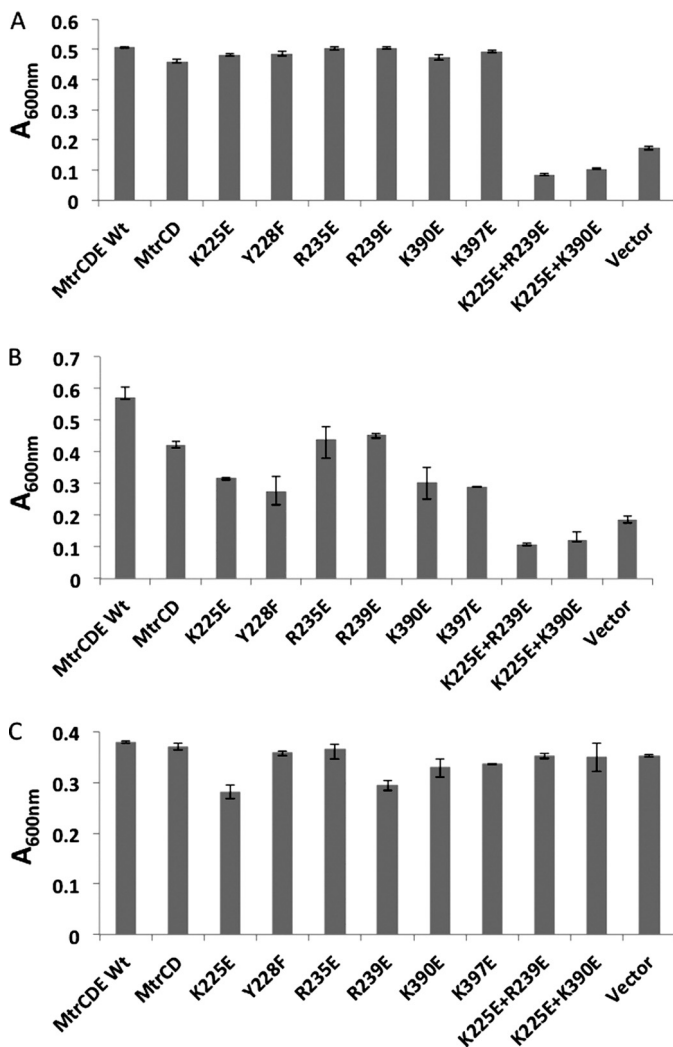 A
A600nm
0.6
0.5
0.4
0.3
0.2
0.1
0
MtrCDE Wt
MtrCD
K225E
Y228F
R235E
R239E
K390E
K397E
K225E+R239E
K225E+K390E
Vector
B
A600nm
0.7
0.6
0.5
0.4
0.3
0.2
0.1
0
MtrCDE Wt
MtrCD
K225E
Y228F
R235E
R239E
K390E
K397E
K225E+R239E
K225E+K390E
Vector
C
A600nm
0.4
0.3
0.2
0.1
0
MtrCDE Wt
MtrCD
K225E
Y228F
R235E
R239E
K390E
K397E
K225E+R239E
K225E+K390E
Vector